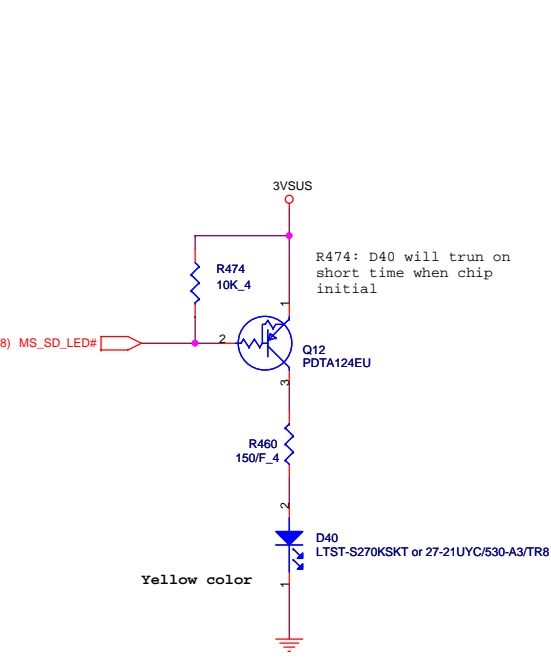 3VSUS
R474: D40 will trun on
short time when chip
initial
R474
10K_4
1
8) MS_SD_LED#
2
Q12
PDTA124EU
3
R460
150/F_4
2
D40
LTST-S270KSKT or 27-21UYC/530-A3/TR8
Yellow color
1